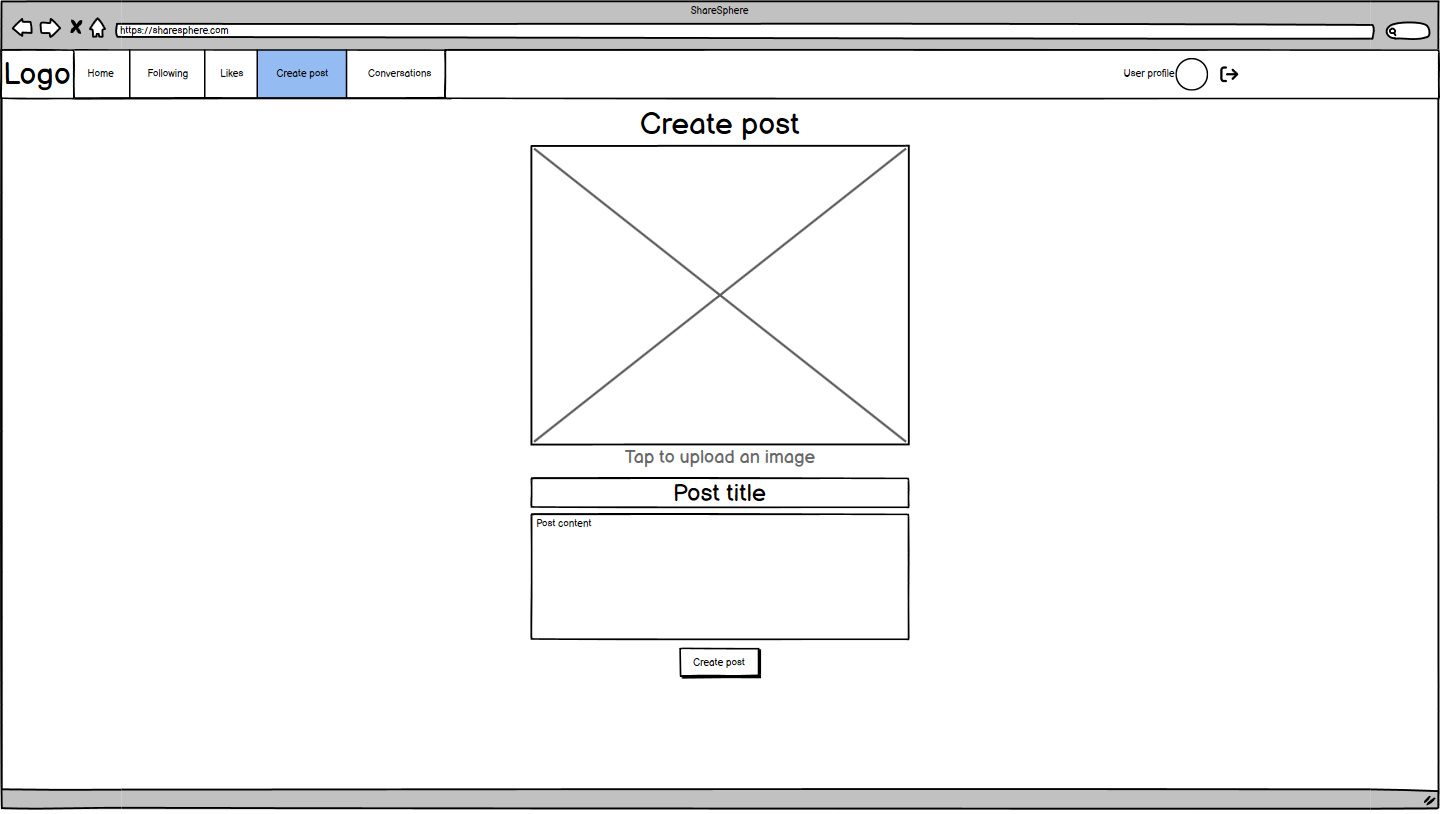 ShareSphere
https://sharesphere.com
Logo
Home
Following
Likes
Create post
Conversations
User profile
Create post
Tap to upload an image
Post title
Post content
Create post